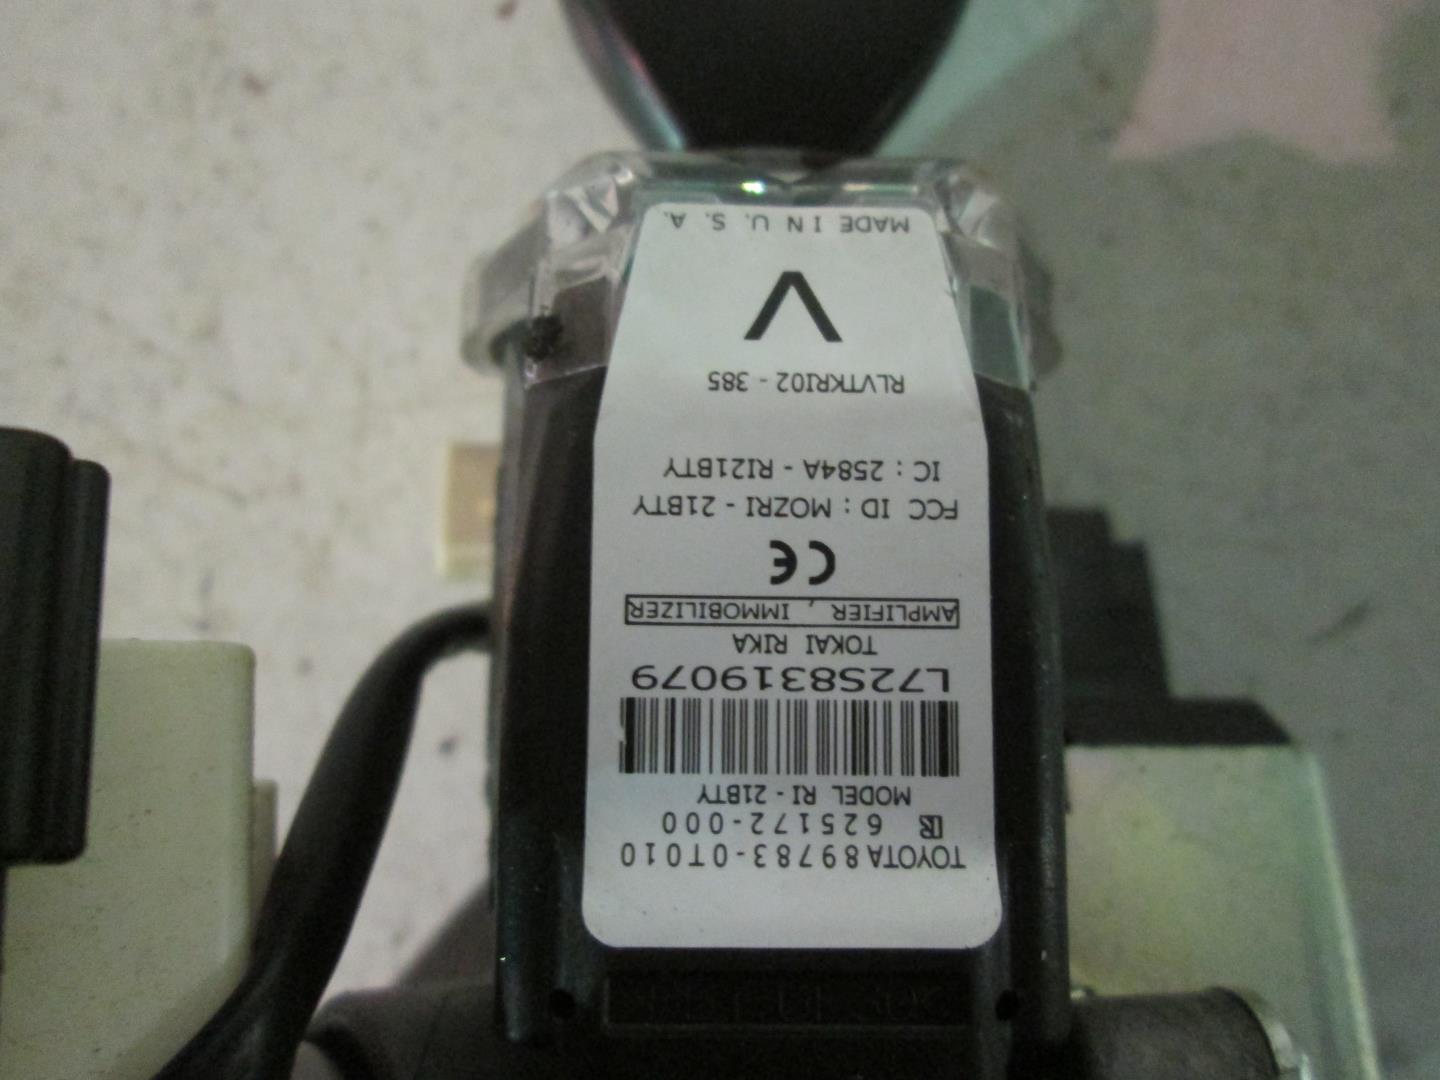 TOYOTA 89783-0T010
625172-000
MODEL RI-21BTY
L72S8319079
TOKAI RIKA
AMPLIFIER, IMMOBILIZER
CE
FCC ID : MOZRI-21BTY
IC : 2584A-RI21BTY
RLVTKRI02-385
V
MADE IN U.S.A.